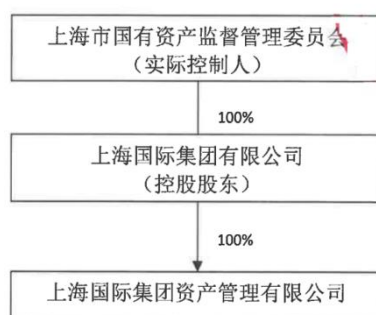 上海市国有资产监督管理委员会
（实际控制人）
100%
上海国际集团有限公司
（控股股东）
100%
上海国际集团资产管理有限公司